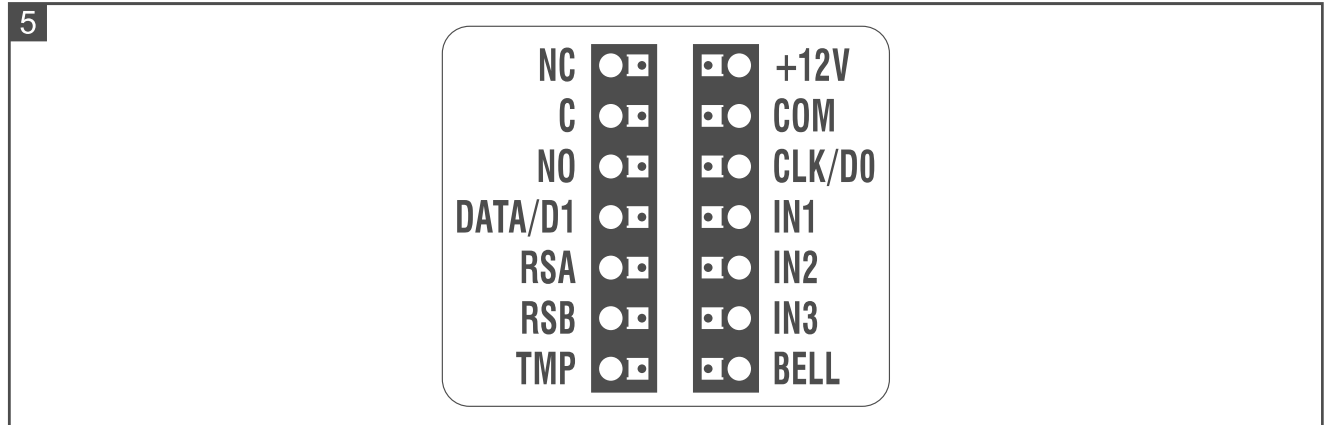 5
NC +12V
C COM
NO CLK/D0
DATA/D1 IN1
RSA IN2
RSB IN3
TMP BELL